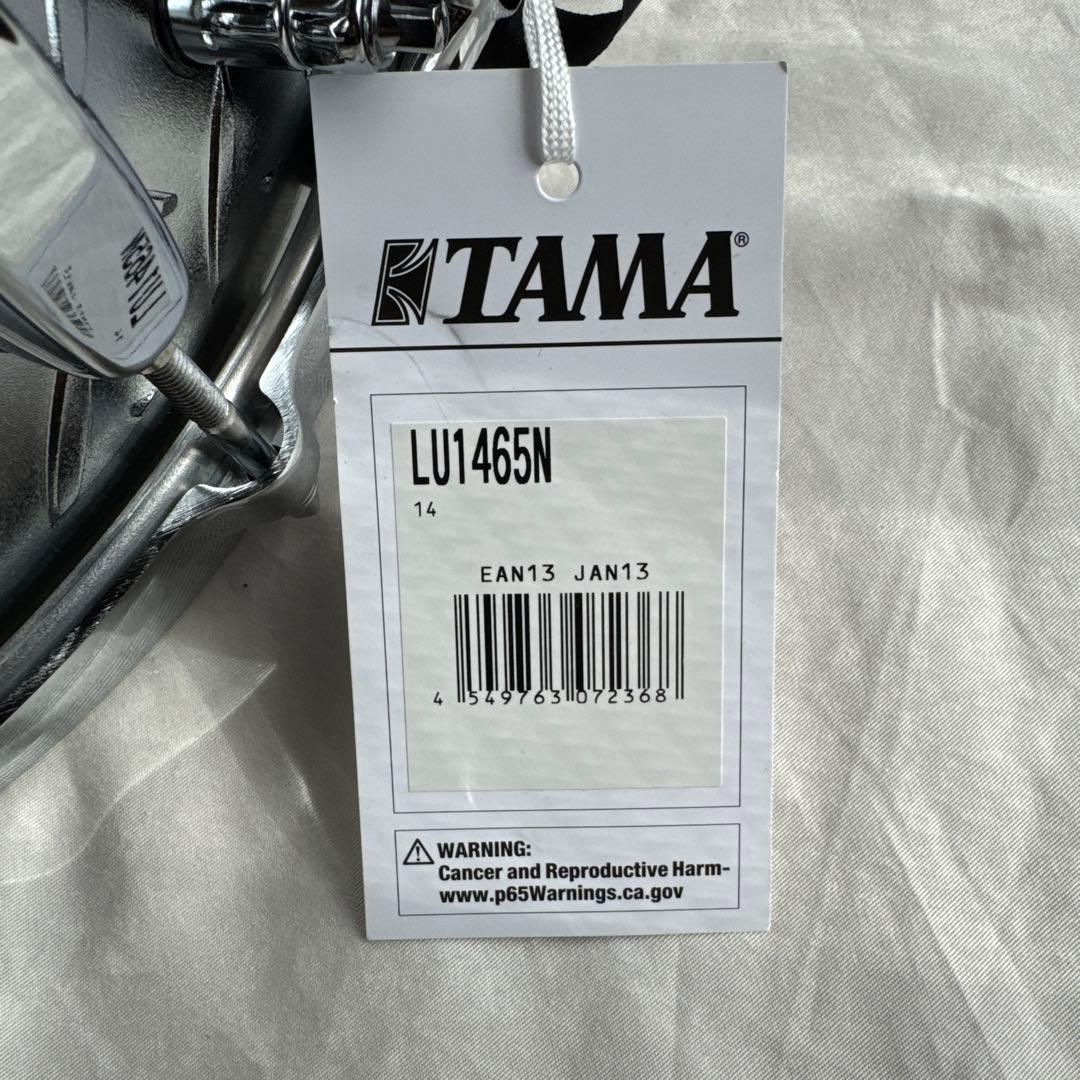 TAMA®
LU1465N
14
EAN13 JAN13
4 549763 072368
WARNING:
Cancer and Reproductive Harm-
www.p65Warnings.ca.gov